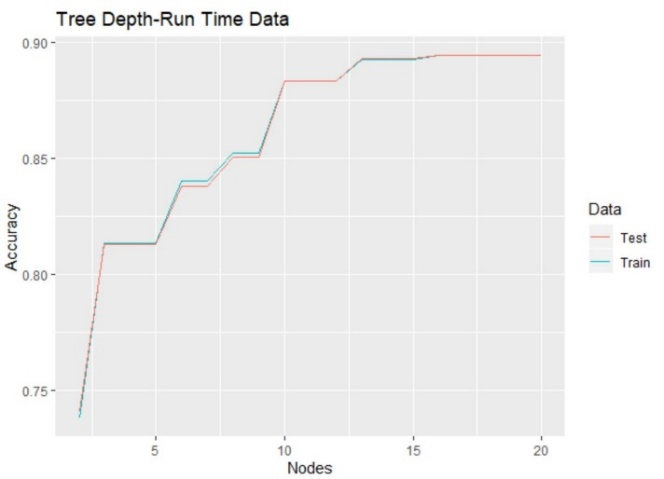 Tree Depth-Run Time Data
0.90
0.85
0.80
0.75
Accuracy
5 10 15 20
Nodes
Data
Test
Train